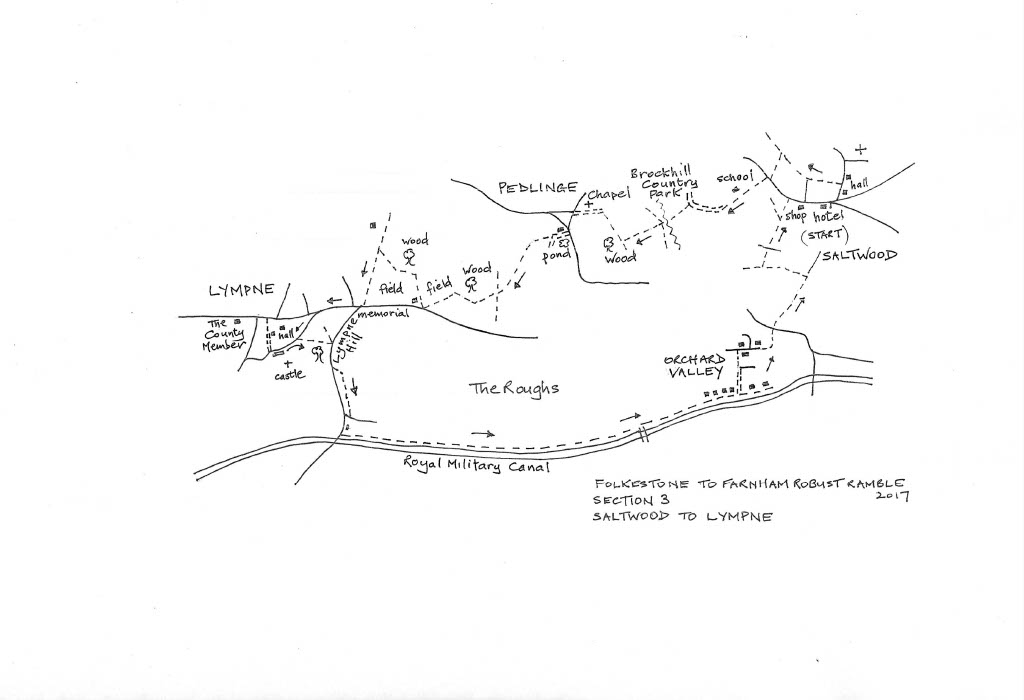 Brockhill
Country
Park
school
hall
PEDLINGE
Chapel
shop hotel
(START)
SALTWOOD
wood
pond
wood
Wood
field
field
LYMPNE
memorial
The
County
Member
hall
castle
Lympne
Hill
ORCHARD
VALLEY
The Roughs
Royal Military Canal
FOLKESTONE TO FARNHAM ROBUST RAMBLE
2017
SECTION 3
SALTWOOD TO LYMPNE